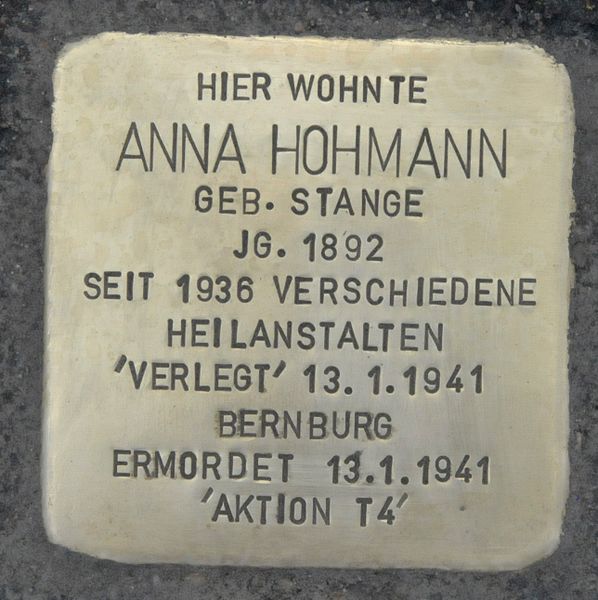 HIER WOHNTE
ANNA HOHMANN
GEB. STANGE
JG. 1892
SEIT 1936 VERSCHIEDENE
HEILANSTALTEN
'VERLEGT' 13.1.1941
BERNBURG
ERMORDET 13.1.1941
'AKTION T4'